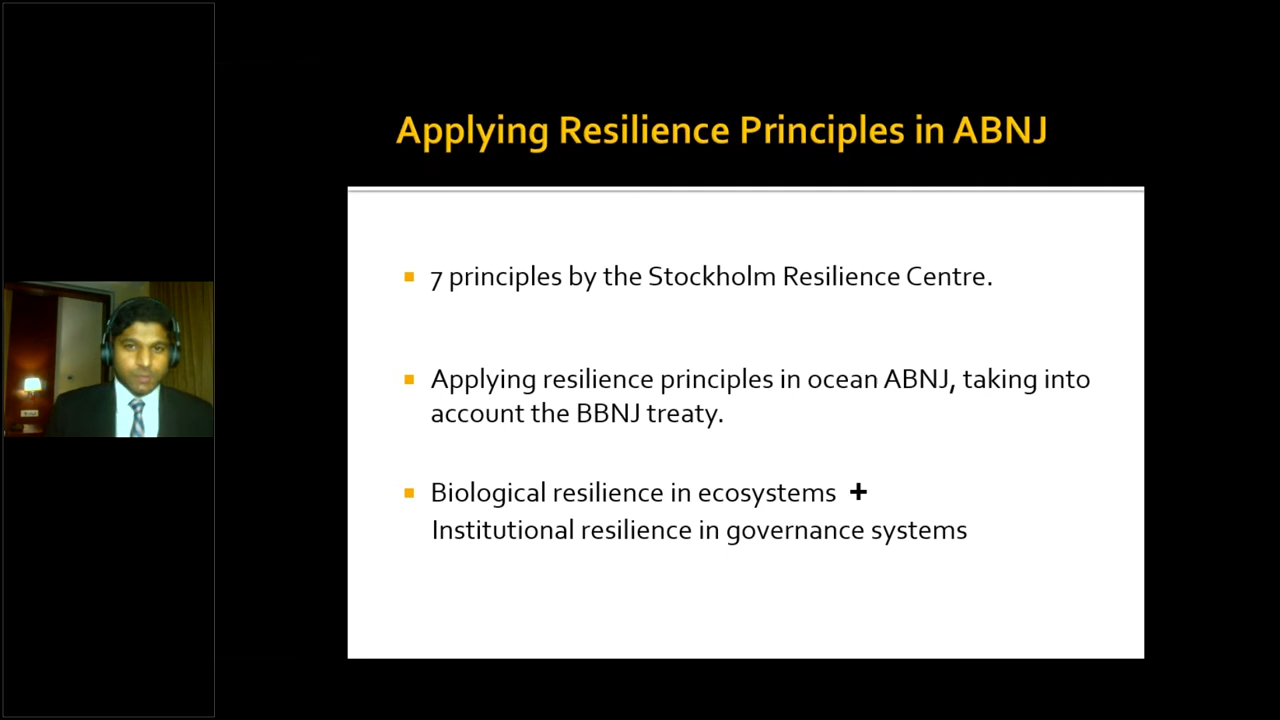 Applying Resilience Principles in ABNJ
7 principles by the Stockholm Resilience Centre.
Applying resilience principles in ocean ABNJ, taking into
account the BBNJ treaty.
Biological resilience in ecosystems +
Institutional resilience in governance systems